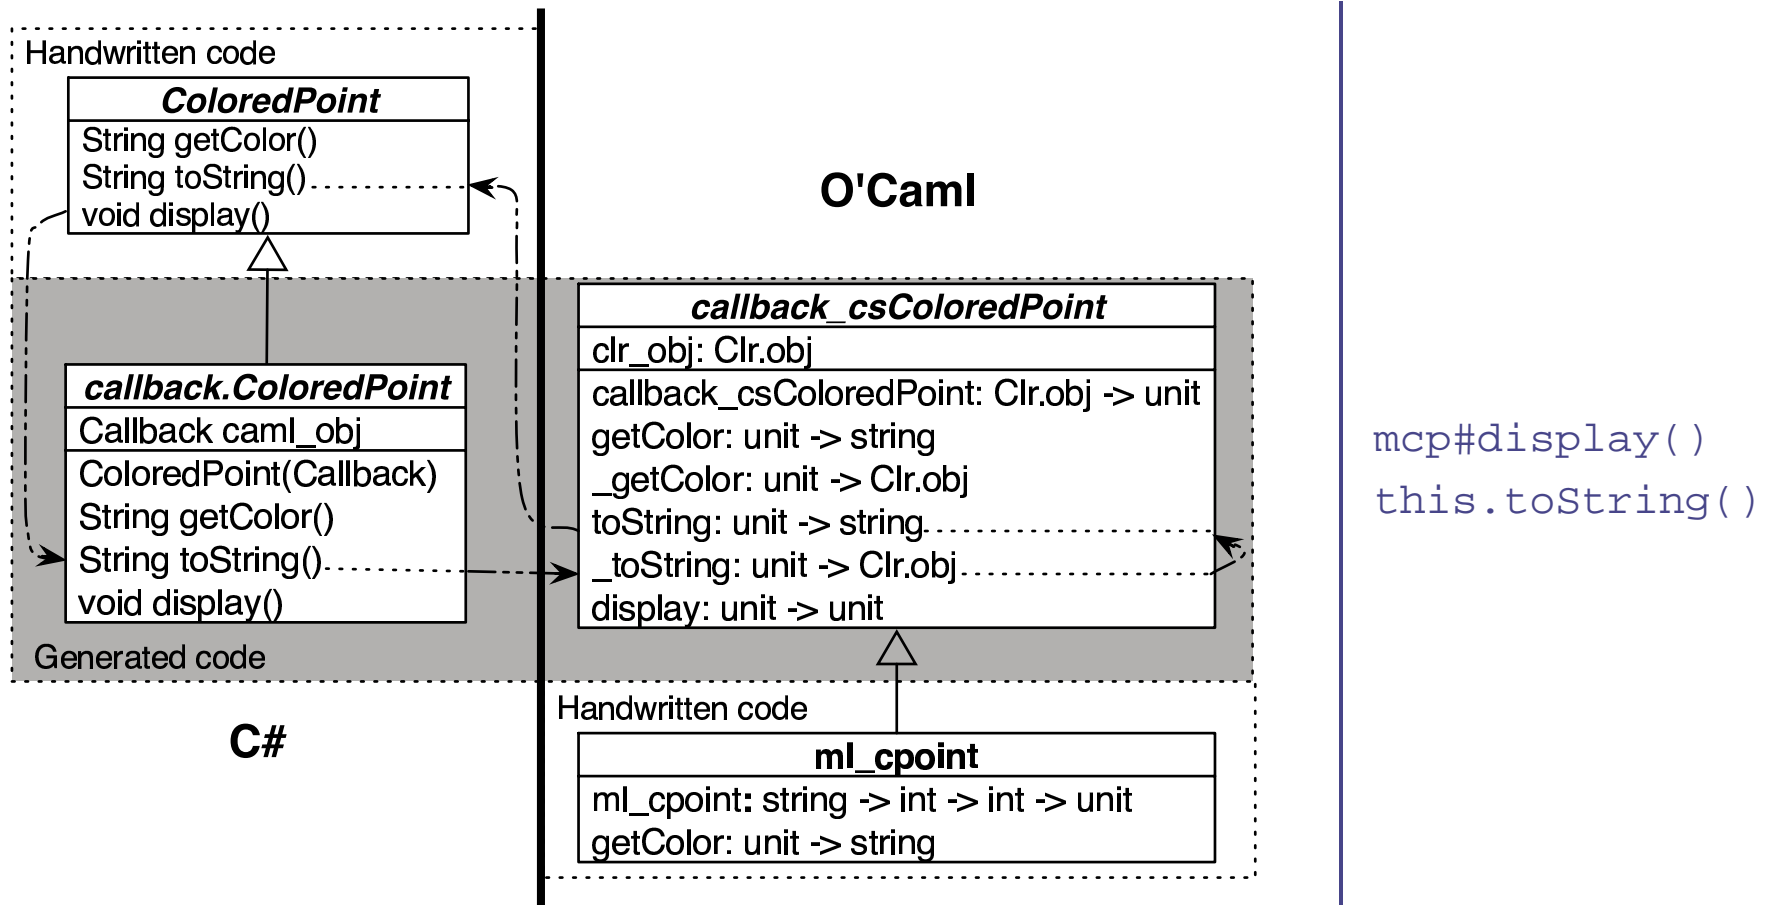 Handwritten code
ColoredPoint
String getColor()
String toString()
void display()
callback.ColoredPoint
Callback caml_obj
ColoredPoint(Callback)
String getColor()
String toString()
void display()
Generated code
C#
O'Caml
callback_csColoredPoint
clr_obj: Clr.obj
callback_csColoredPoint: Clr.obj -> unit
getColor: unit -> string
_getColor: unit -> Clr.obj
toString: unit -> string
_toString: unit -> Clr.obj
display: unit -> unit
Handwritten code
ml_cpoint
ml_cpoint: string -> int -> int -> unit
getColor: unit -> string
mcp#display()
this.toString()